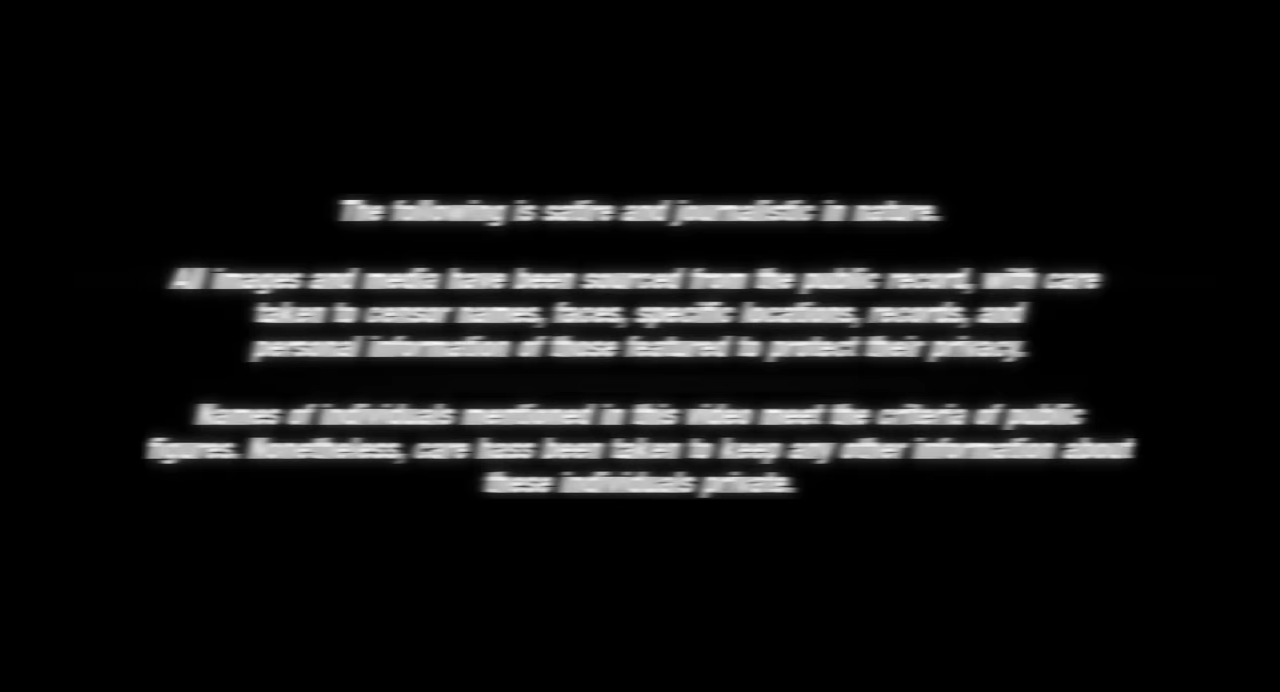 The following is satire and journalistic in nature.
All images and media have been sourced from the public record, with care
taken to censor names, faces, specific locations, records, and
personal information of those featured to protect their privacy.
Names of individuals mentioned in this video meet the criteria of public
figures. Nonetheless, care hass been taken to keep any other information about
these individuals private.